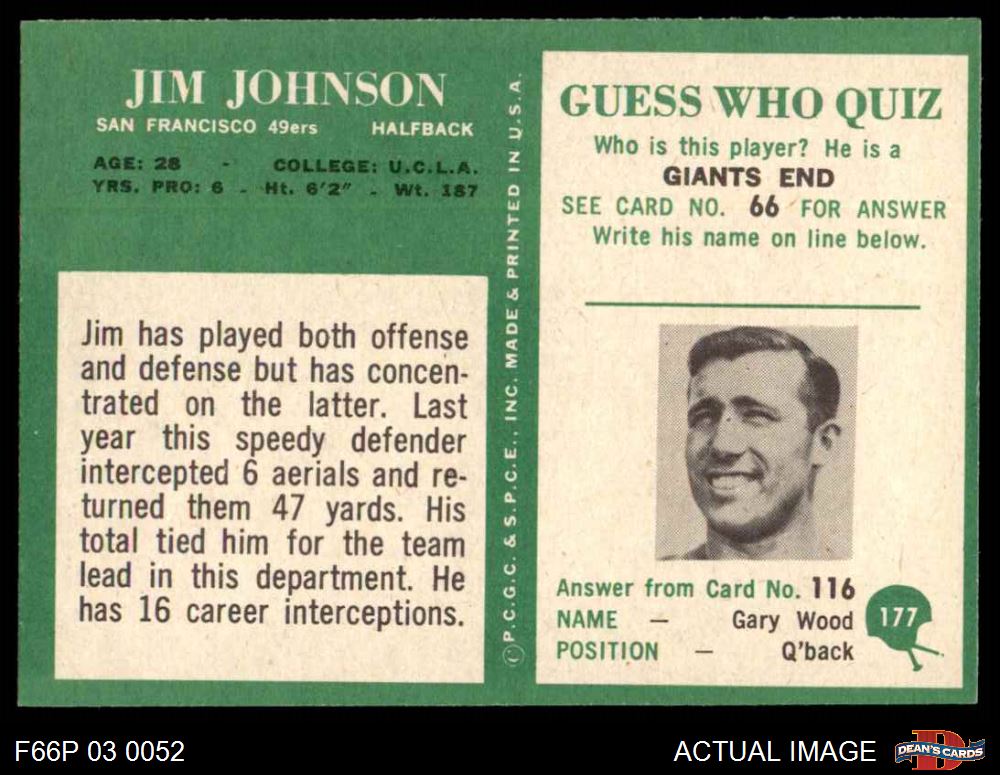 JIM JOHNSON
SAN FRANCISCO 49ers HALFBACK
AGE: 28 - COLLEGE: U.C.L.A.
YRS. PRO: 6 - Ht. 6'2" - Wt. 187
Jim has played both offense
and defense but has concen-
trated on the latter. Last
year this speedy defender
intercepted 6 aerials and re-
turned them 47 yards. His
total tied him for the team
lead in this department. He
has 16 career interceptions.
© P.C.G.C. & S.P.C.E., INC. MADE & PRINTED IN U.S.A.
GUESS WHO QUIZ
Who is this player? He is a
GIANTS END
SEE CARD NO. 66 FOR ANSWER
Write his name on line below.
Answer from Card No. 116
NAME — Gary Wood
POSITION — Q'back
177
F66P 03 0052
ACTUAL IMAGE
DEAN'S CARDS